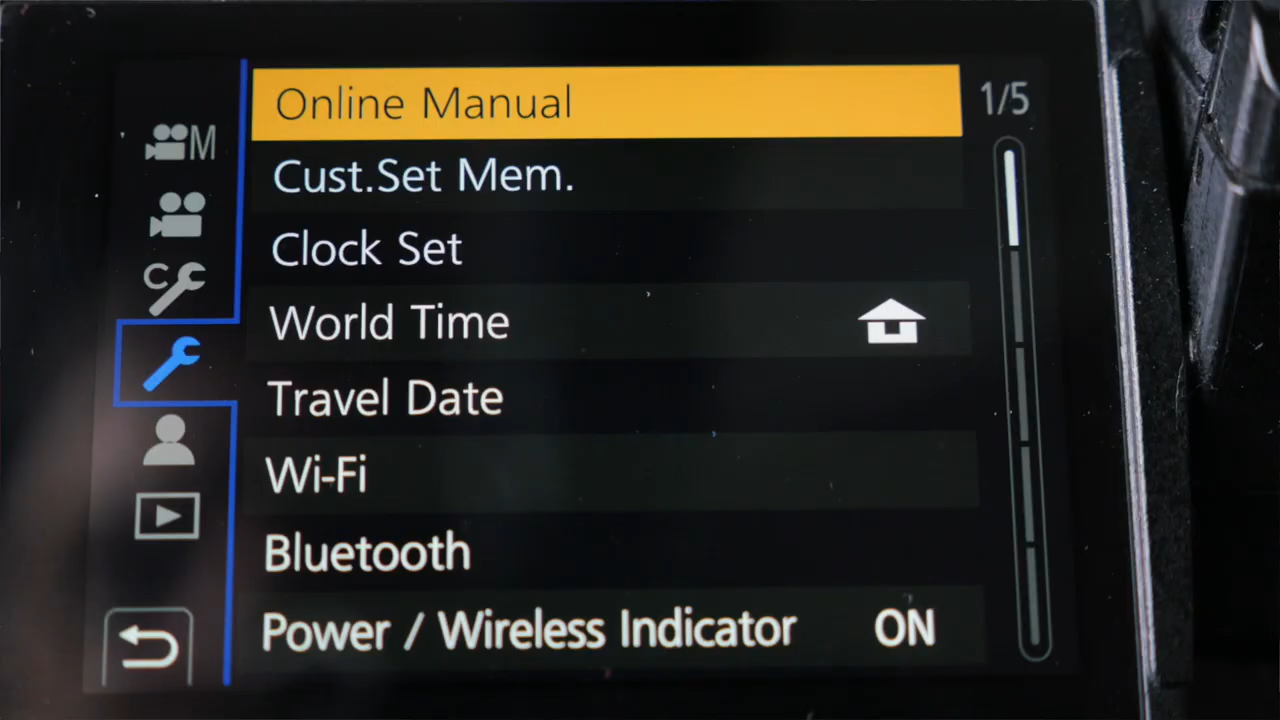 Online Manual
1/5
Cust.Set Mem.
Clock Set
World Time
Travel Date
Wi-Fi
Bluetooth
Power / Wireless Indicator ON
M
C